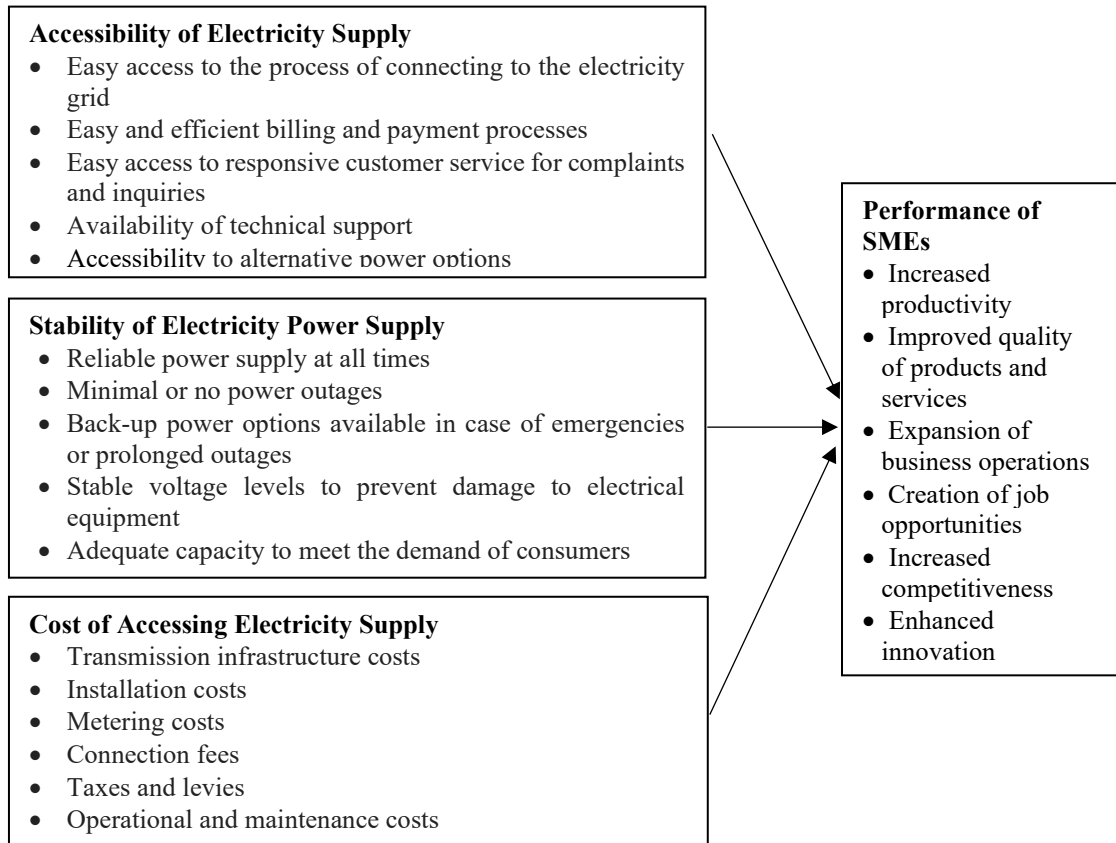 Accessibility of Electricity Supply
• Easy access to the process of connecting to the electricity
grid
• Easy and efficient billing and payment processes
• Easy access to responsive customer service for complaints
and inquiries
• Availability of technical support
• Accessibility to alternative power options
Stability of Electricity Power Supply
• Reliable power supply at all times
• Minimal or no power outages
• Back-up power options available in case of emergencies
or prolonged outages
• Stable voltage levels to prevent damage to electrical
equipment
• Adequate capacity to meet the demand of consumers
Cost of Accessing Electricity Supply
• Transmission infrastructure costs
• Installation costs
• Metering costs
• Connection fees
• Taxes and levies
• Operational and maintenance costs
Performance of
SMEs
• Increased
productivity
• Improved quality
of products and
services
• Expansion of
business operations
• Creation of job
opportunities
• Increased
competitiveness
• Enhanced
innovation